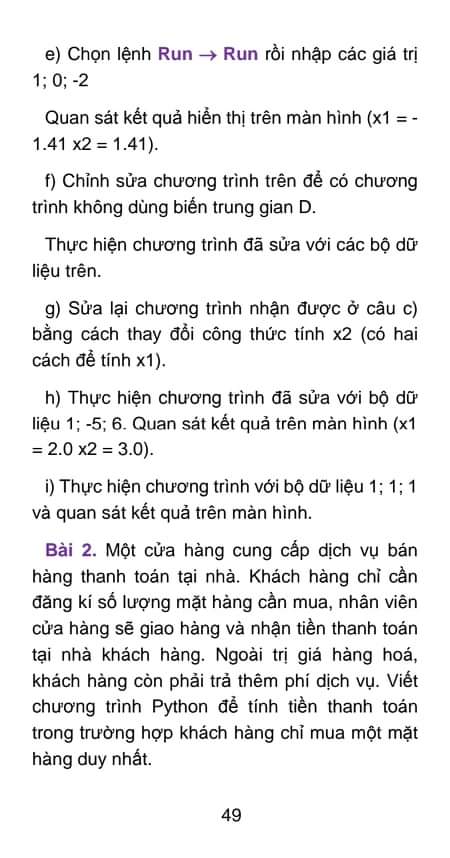 e) Chọn lệnh Run → Run rồi nhập các giá trị
1; 0; -2
Quan sát kết quả hiển thị trên màn hình (x1 = -
1.41 x2 = 1.41).
f) Chỉnh sửa chương trình trên để có chương
trình không dùng biến trung gian D.
Thực hiện chương trình đã sửa với các bộ dữ
liệu trên.
g) Sửa lại chương trình nhận được ở câu c)
bằng cách thay đổi công thức tính x2 (có hai
cách để tính x1).
h) Thực hiện chương trình đã sửa với bộ dữ
liệu 1; -5; 6. Quan sát kết quả trên màn hình (x1
= 2.0 x2 = 3.0).
i) Thực hiện chương trình với bộ dữ liệu 1; 1; 1
và quan sát kết quả trên màn hình.
Bài 2. Một cửa hàng cung cấp dịch vụ bán
hàng thanh toán tại nhà. Khách hàng chỉ cần
đăng kí số lượng mặt hàng cần mua, nhân viên
cửa hàng sẽ giao hàng và nhận tiền thanh toán
tại nhà khách hàng. Ngoài trị giá hàng hoá,
khách hàng còn phải trả thêm phí dịch vụ. Viết
chương trình Python để tính tiền thanh toán
trong trường hợp khách hàng chỉ mua một mặt
hàng duy nhất.
49